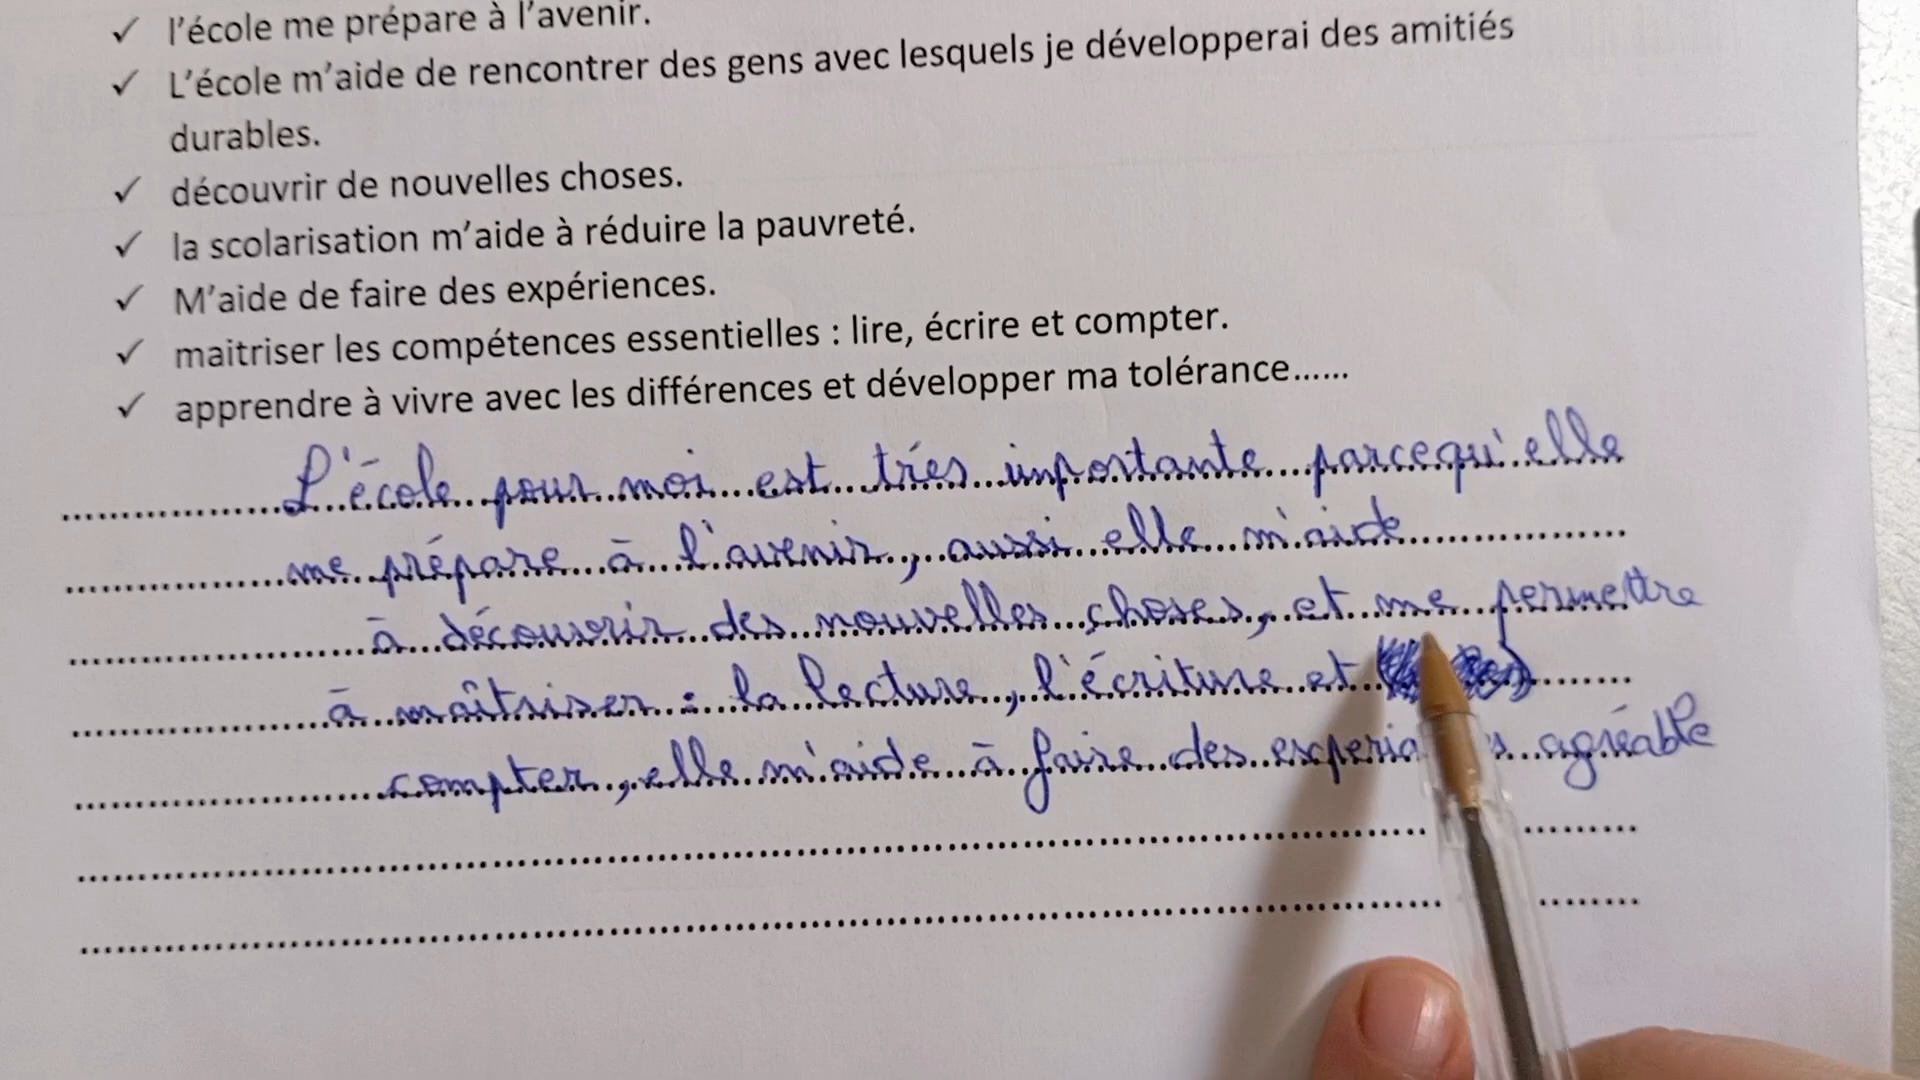 ✓ l'école me prépare à l'avenir.
✓ L'école m'aide de rencontrer des gens avec lesquels je développerai des amitiés
durables.
✓ découvrir de nouvelles choses.
✓ la scolarisation m'aide à réduire la pauvreté.
✓ M'aide de faire des expériences.
✓ maitriser les compétences essentielles : lire, écrire et compter.
✓ apprendre à vivre avec les différences et développer ma tolérance......
L'école pour moi est trés importante parcequ'elle
me prépare à l'avenir, aussi elle m'aide
à découvrir des nouvelles choses, et me permettre
à maîtriser : la lecture, l'écriture et
compter, elle m'aide à faire des agréable